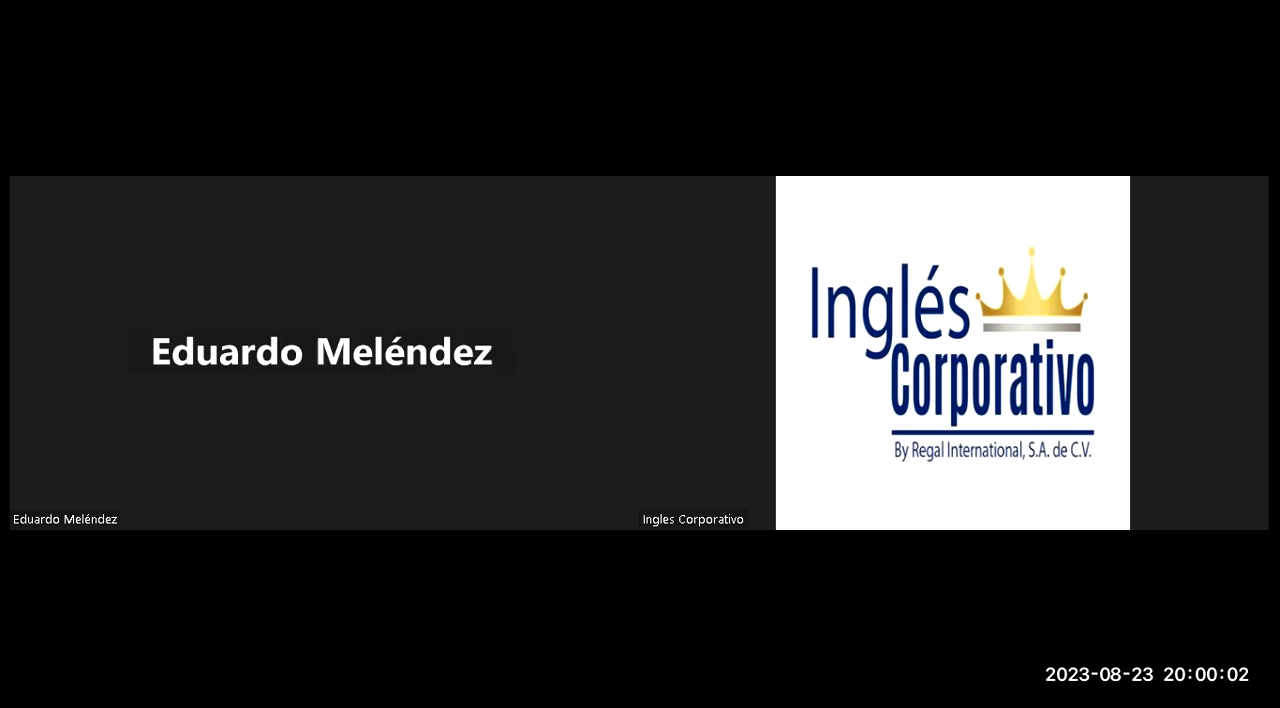 Eduardo Meléndez
Eduardo Meléndez
Inglés
Corporativo
By Regal International, S.A. de C.V.
Ingles Corporativo
2023-08-23 20:00:02